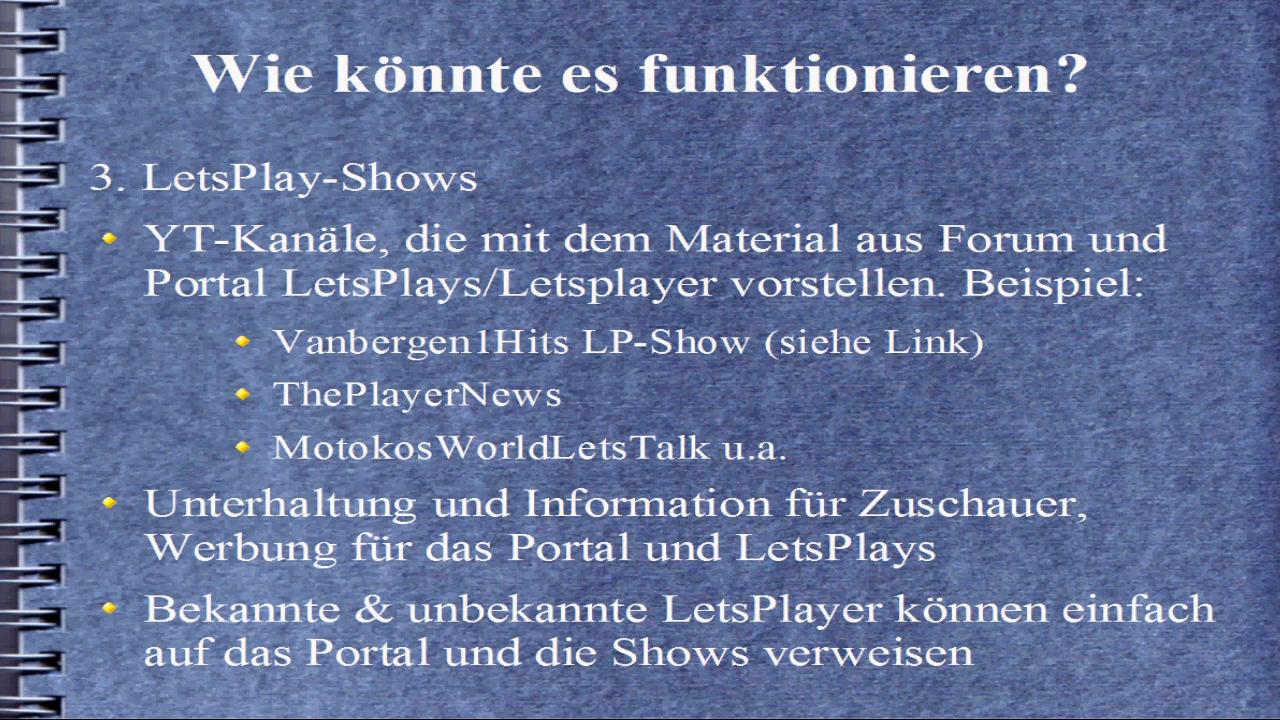 Wie könnte es funktionieren?
3. LetsPlay-Shows
YT-Kanäle, die mit dem Material aus Forum und
Portal LetsPlays/Letsplayer vorstellen. Beispiel:
Vanbergen1Hits LP-Show (siehe Link)
ThePlayerNews
MotokosWorldLetsTalk u.a.
Unterhaltung und Information für Zuschauer,
Werbung für das Portal und LetsPlays
Bekannte & unbekannte LetsPlayer können einfach
auf das Portal und die Shows verweisen